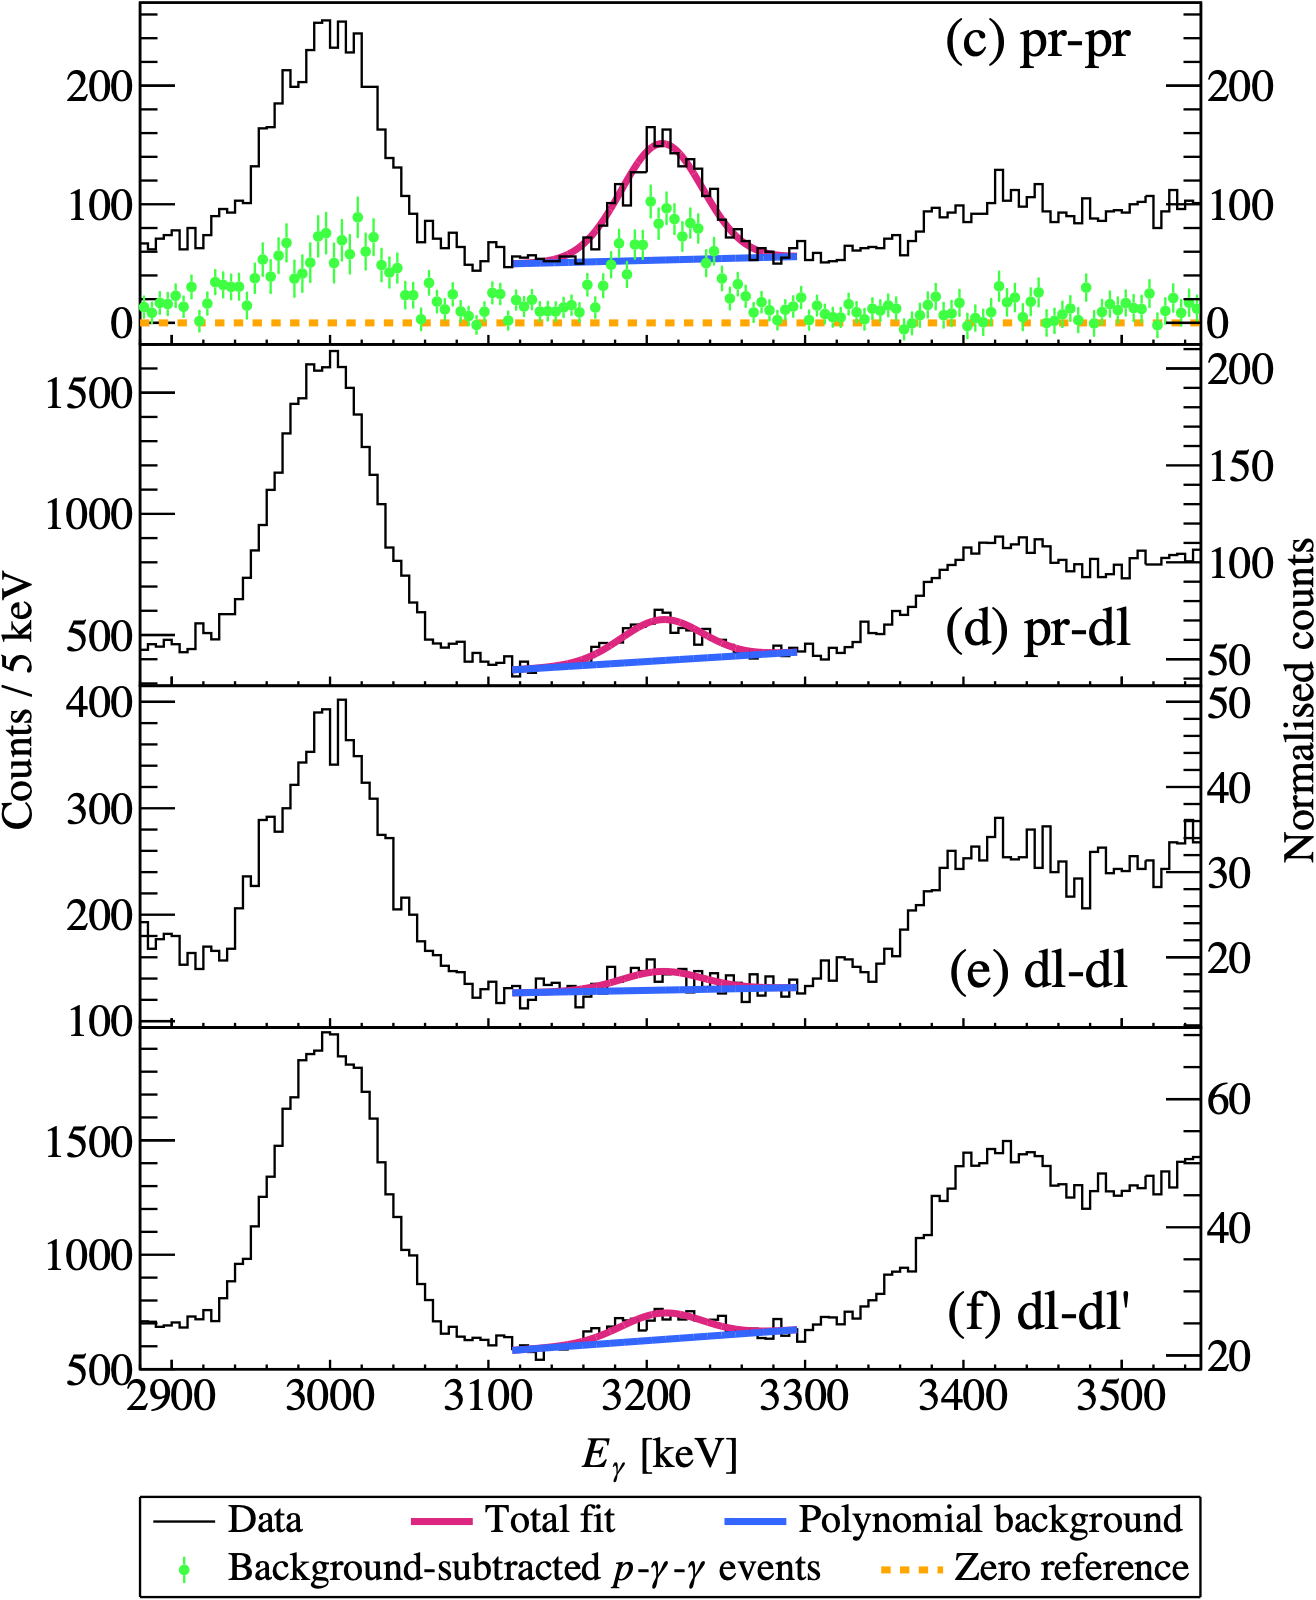 (c) pr-pr
200 200
100 100
0 0
(d) pr-dl
1500 200
150
1000
100
500
50
(e) dl-dl
400 50
40
300
30
200
20
100
(f) dl-dl'
60
1500
40
1000
500 20
2900 3000 3100 3200 3300 3400 3500
Eγ [keV]
Counts / 5 keV
Normalised counts
Data Total fit Polynomial background
Background-subtracted p-γ-γ events Zero reference